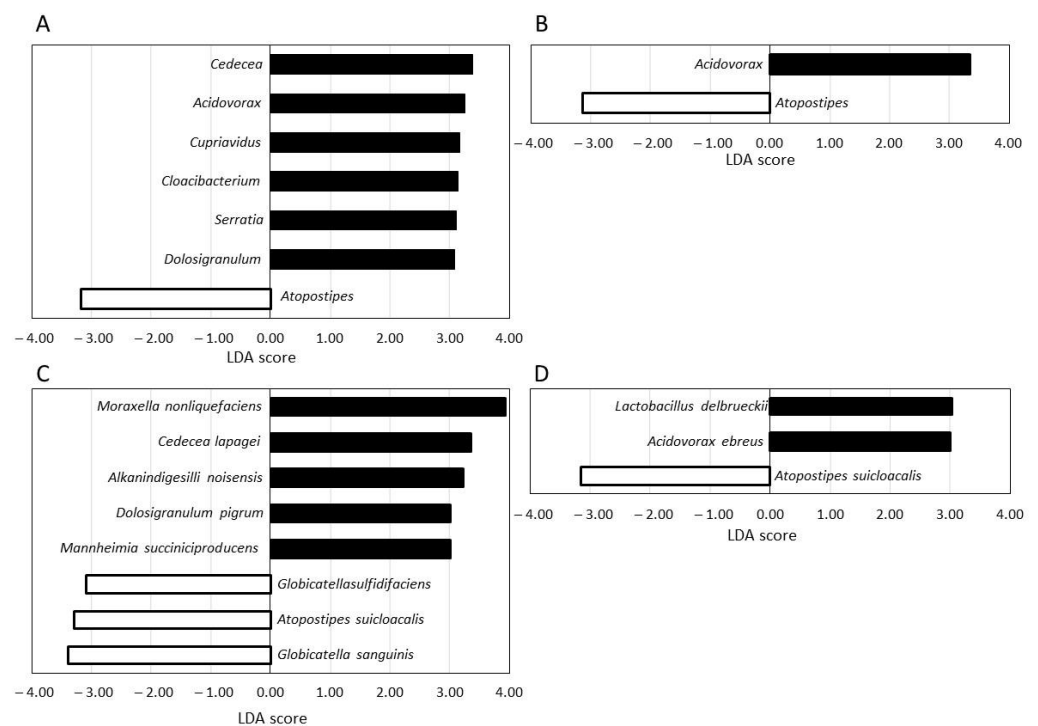 A
Cedecea
Acidovorax
Cupriavidus
Cloacibacterium
Serratia
Dolosigranulum
Atopostipes
– 4.00 – 3.00 – 2.00 – 1.00 0.00 1.00 2.00 3.00 4.00
LDA score
B
Acidovorax
Atopostipes
– 4.00 – 3.00 – 2.00 – 1.00 0.00 1.00 2.00 3.00 4.00
LDA score
C
Moraxella nonliquefaciens
Cedecea lapagei
Alkanindigesilli noisensis
Dolosigranulum pigrum
Mannheimia succiniciproducens
Globicatellasulfidifaciens
Atopostipes suicloacalis
Globicatella sanguinis
– 4.00 – 3.00 – 2.00 – 1.00 0.00 1.00 2.00 3.00 4.00
LDA score
D
Lactobacillus delbrueckii
Acidovorax ebreus
Atopostipes suicloacalis
– 4.00 – 3.00 – 2.00 – 1.00 0.00 1.00 2.00 3.00 4.00
LDA score